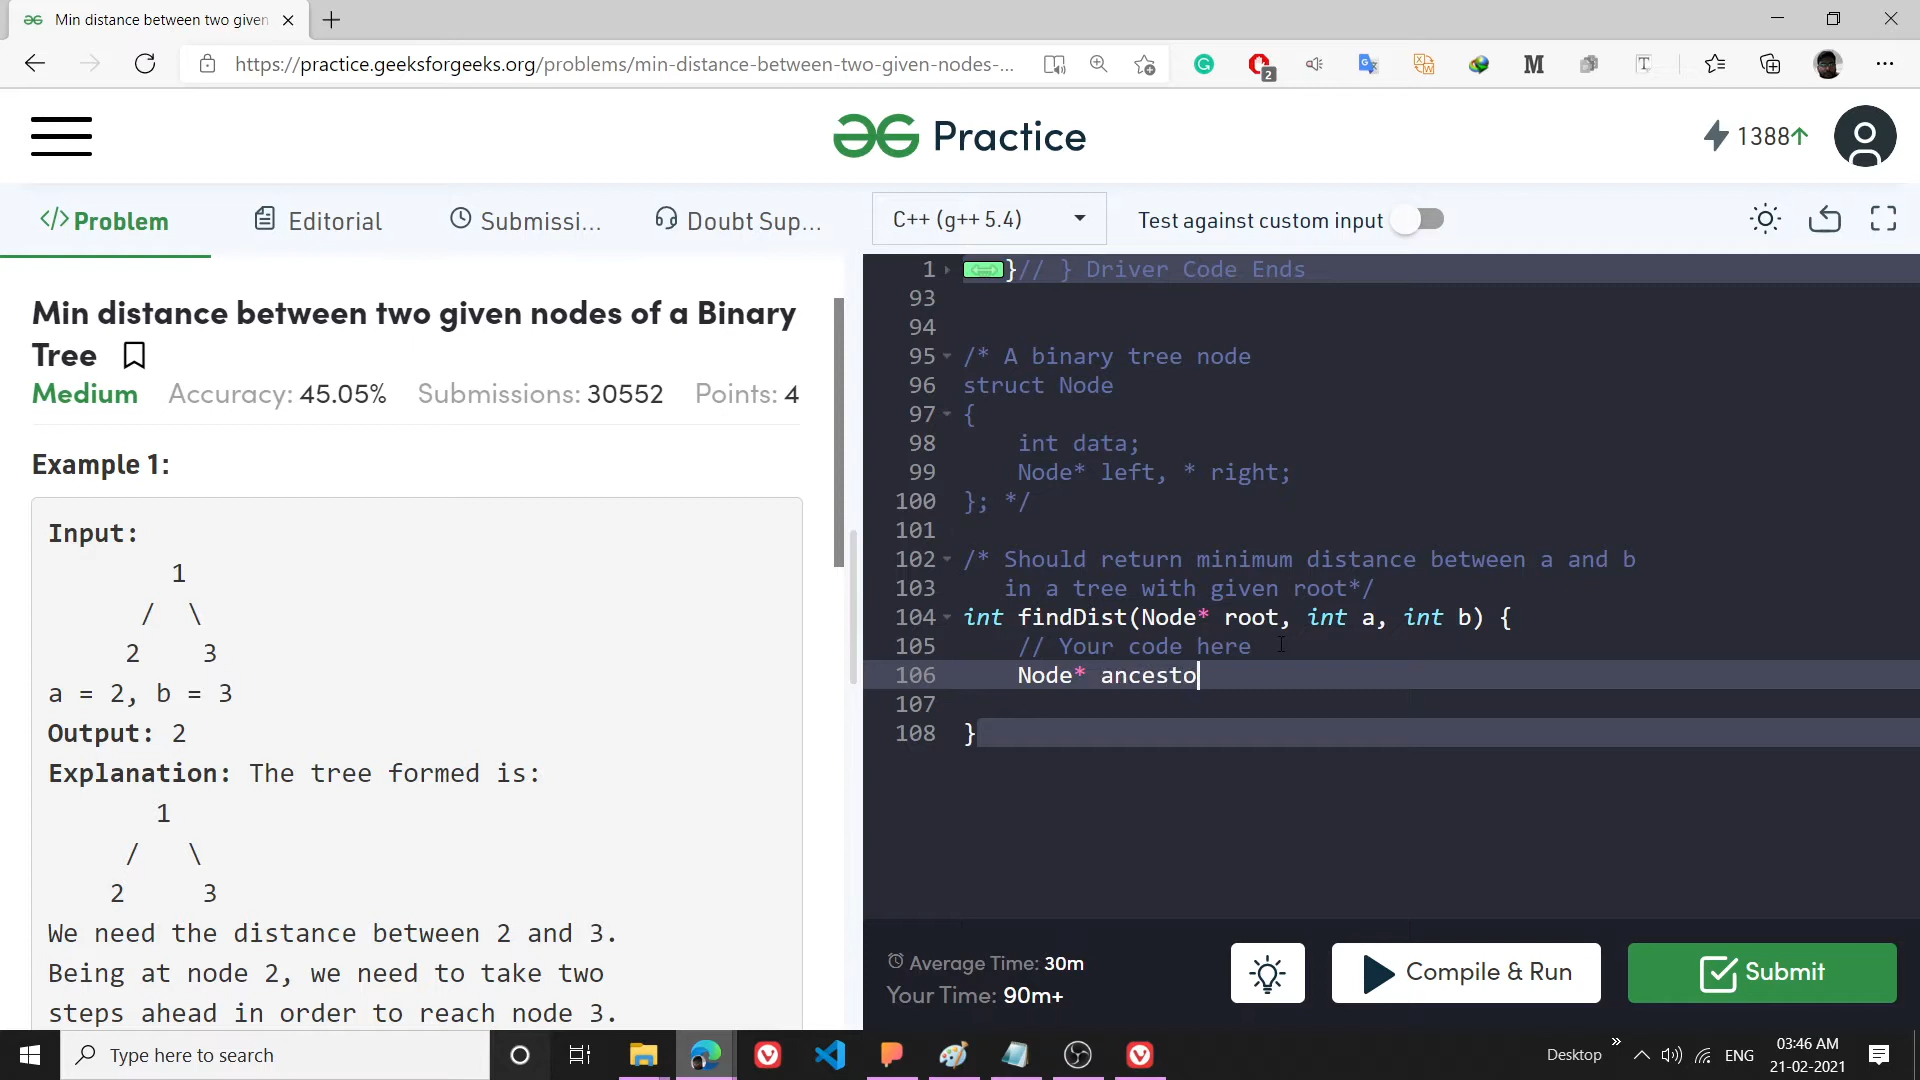 Min distance between two given
https://practice.geeksforgeeks.org/problems/min-distance-between-two-given-nodes-...
2
M
T
Practice
1388↑
</> Problem
Editorial
Submissi...
Doubt Sup...
C++ (g++ 5.4)
Test against custom input
Min distance between two given nodes of a Binary
Tree
Medium Accuracy: 45.05% Submissions: 30552 Points: 4
Example 1:
Input:
1
/ \
2 3
a = 2, b = 3
Output: 2
Explanation: The tree formed is:
1
/ \
2 3
We need the distance between 2 and 3.
Being at node 2, we need to take two
steps ahead in order to reach node 3.
1 }// } Driver Code Ends
93
94
95 /* A binary tree node
96 struct Node
97 {
98 int data;
99 Node* left, * right;
100 }; */
101
102 /* Should return minimum distance between a and b
103 in a tree with given root*/
104 int findDist(Node* root, int a, int b) {
105 // Your code here
106 Node* ancesto
107
108 }
Average Time: 30m
Your Time: 90m+
Compile & Run
Submit
Type here to search
Desktop
»
ENG
03:46 AM
21-02-2021